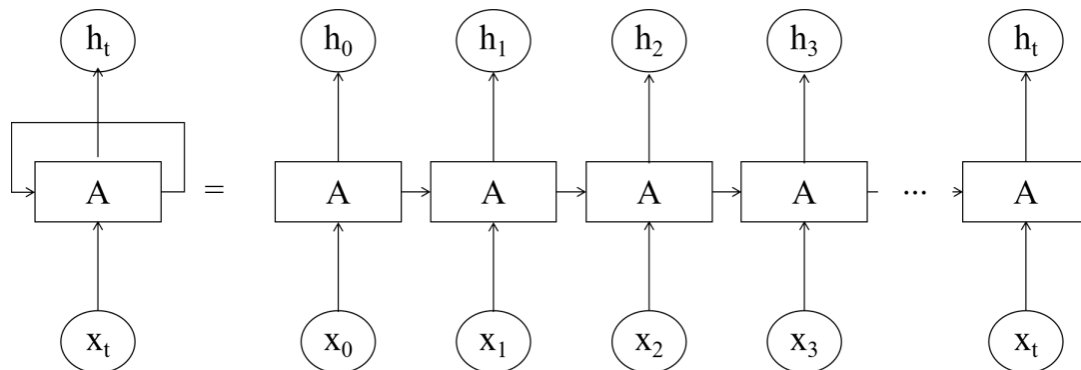 hₜ h₀ h₁ h₂ h₃ hₜ
A = A A A A ... A
xₜ x₀ x₁ x₂ x₃ xₜ